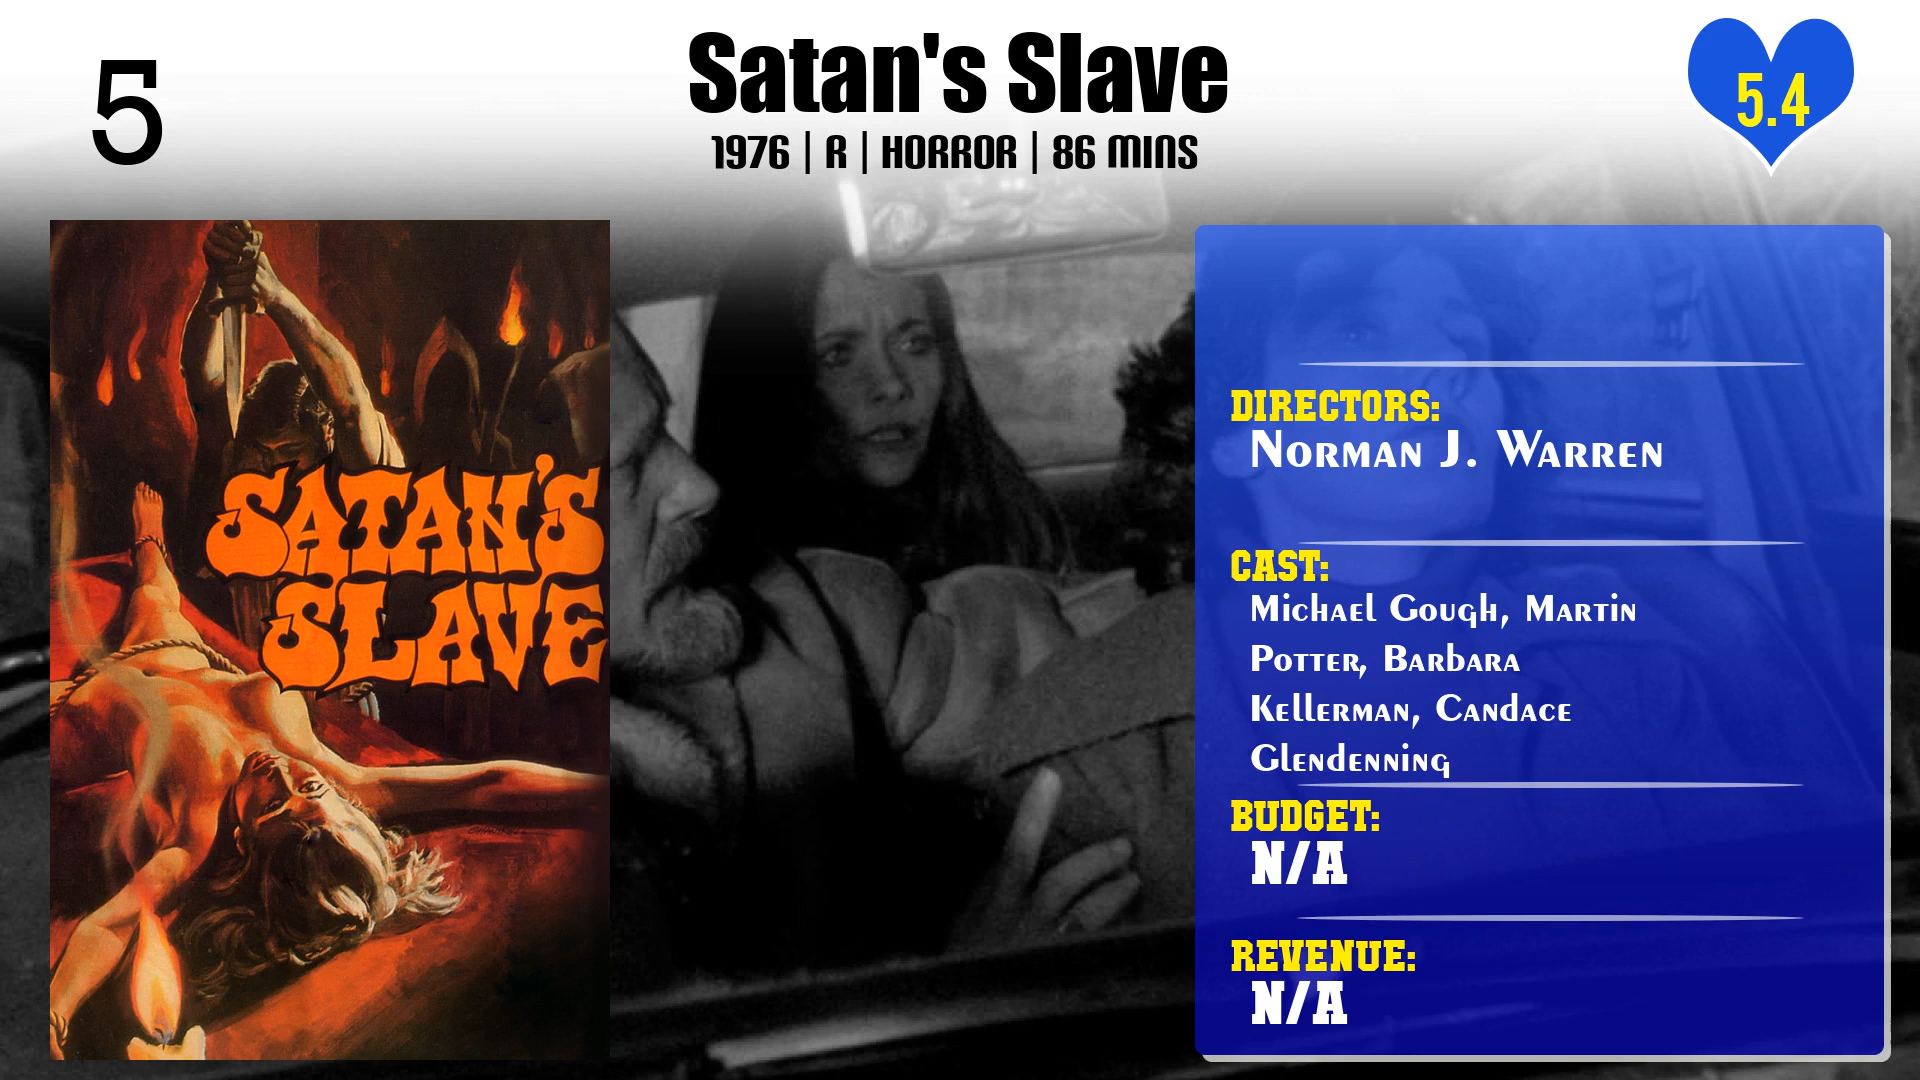 5
Satan's Slave
1976 | R | HORROR | 86 MINS
5.4
SATAN'S
SLAVE
DIRECTORS:
Norman J. Warren
CAST:
Michael Gough, Martin
Potter, Barbara
Kellerman, Candace
Glendenning
BUDGET:
N/A
REVENUE:
N/A